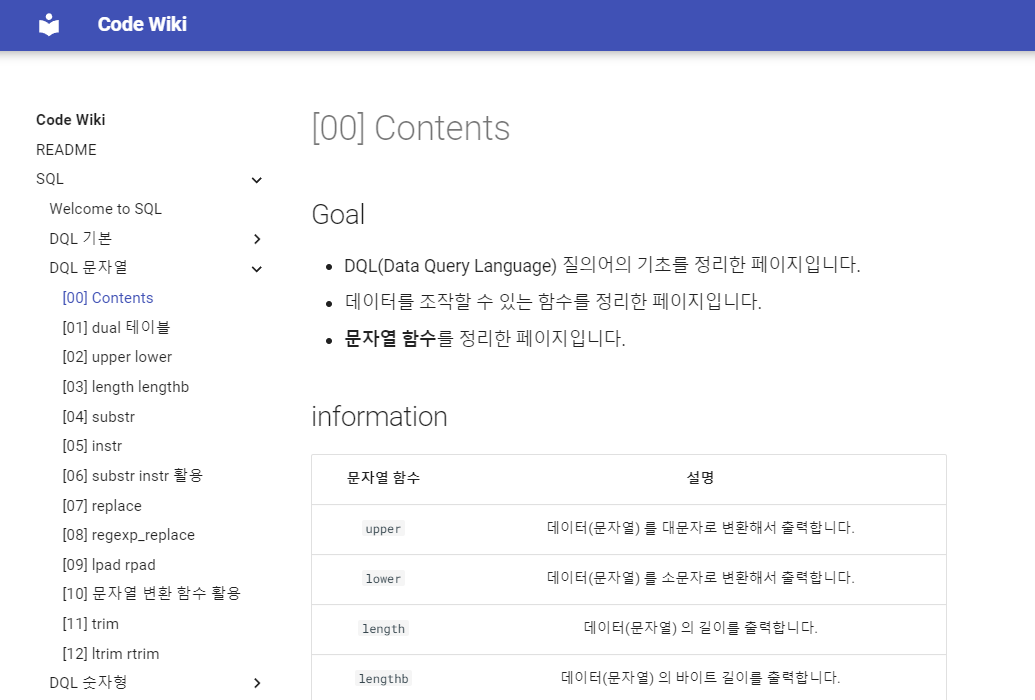 Code Wiki
Code Wiki
README
SQL
Welcome to SQL
DQL 기본
DQL 문자열
[00] Contents
[01] dual 테이블
[02] upper lower
[03] length lengthb
[04] substr
[05] instr
[06] substr instr 활용
[07] replace
[08] regexp_replace
[09] lpad rpad
[10] 문자열 변환 함수 활용
[11] trim
[12] ltrim rtrim
DQL 숫자형
[00] Contents
Goal
DQL(Data Query Language) 질의어의 기초를 정리한 페이지입니다.
데이터를 조작할 수 있는 함수를 정리한 페이지입니다.
문자열 함수를 정리한 페이지입니다.
information
문자열 함수 설명
upper 데이터(문자열) 를 대문자로 변환해서 출력합니다.
lower 데이터(문자열) 를 소문자로 변환해서 출력합니다.
length 데이터(문자열) 의 길이를 출력합니다.
lengthb 데이터(문자열) 의 바이트 길이를 출력합니다.